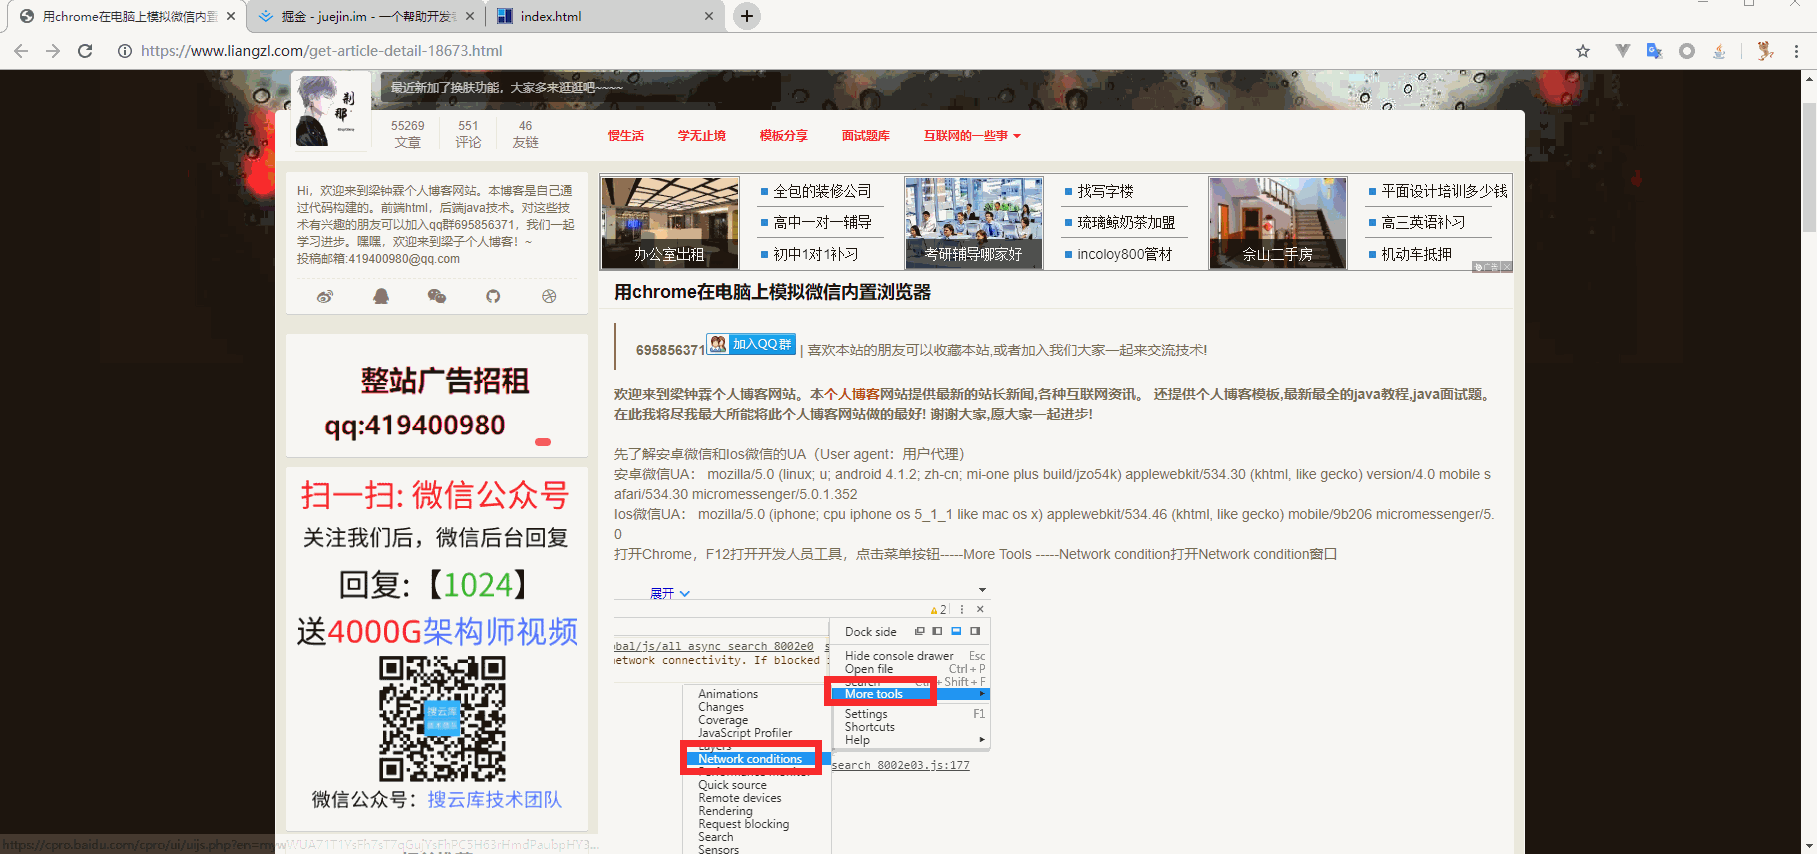 用chrome在电脑上模拟微信内置
掘金 - juejin.im - 一个帮助开发者
index.html
https://www.liangzl.com/get-article-detail-18673.html
最近新加了换肤功能，大家多来逛逛吧~~~~
刹那
55269 551 46
文章 评论 友链
慢生活 学无止境 模板分享 面试题库 互联网的一些事
Hi，欢迎来到梁钟霖个人博客网站。本博客是自己通
过代码构建的。前端html，后端java技术。对这些技
术有兴趣的朋友可以加入qq群695856371，我们一起
学习进步。嘿嘿，欢迎来到梁子个人博客！~
投稿邮箱:419400980@qq.com
整站广告招租
qq:419400980
扫一扫: 微信公众号
关注我们后，微信后台回复
回复:【1024】
送4000G架构师视频
搜云库
微信公众号：搜云库技术团队
办公室出租
全包的装修公司
高中一对一辅导
初中1对1补习
考研辅导哪家好
找写字楼
琉璃鲸奶茶加盟
incoloy800管材
佘山二手房
平面设计培训多少钱
高三英语补习
机动车抵押
广告
用chrome在电脑上模拟微信内置浏览器
695856371 加入QQ群 | 喜欢本站的朋友可以收藏本站,或者加入我们大家一起来交流技术!
欢迎来到梁钟霖个人博客网站。本个人博客网站提供最新的站长新闻,各种互联网资讯。 还提供个人博客模板,最新最全的java教程,java面试题。
在此我将尽我最大所能将此个人博客网站做的最好! 谢谢大家,愿大家一起进步!
先了解安卓微信和Ios微信的UA（User agent：用户代理）
安卓微信UA： mozilla/5.0 (linux; u; android 4.1.2; zh-cn; mi-one plus build/jzo54k) applewebkit/534.30 (khtml, like gecko) version/4.0 mobile s
afari/534.30 micromessenger/5.0.1.352
Ios微信UA： mozilla/5.0 (iphone; cpu iphone os 5_1_1 like mac os x) applewebkit/534.46 (khtml, like gecko) mobile/9b206 micromessenger/5.
0
打开Chrome，F12打开开发人员工具，点击菜单按钮-----More Tools -----Network condition打开Network condition窗口
展开
2
Dock side
bal/js/all async search 8002e0
etwork connectivity. If blocked
Hide console drawer Esc
Open file Ctrl + P
Search Ctrl + Shift + F
More tools
Settings F1
Shortcuts
Help
search 8002e03.js:177
Animations
Changes
Coverage
JavaScript Profiler
Layers
Network conditions
Performance monitor
Quick source
Remote devices
Rendering
Request blocking
Search
Sensors